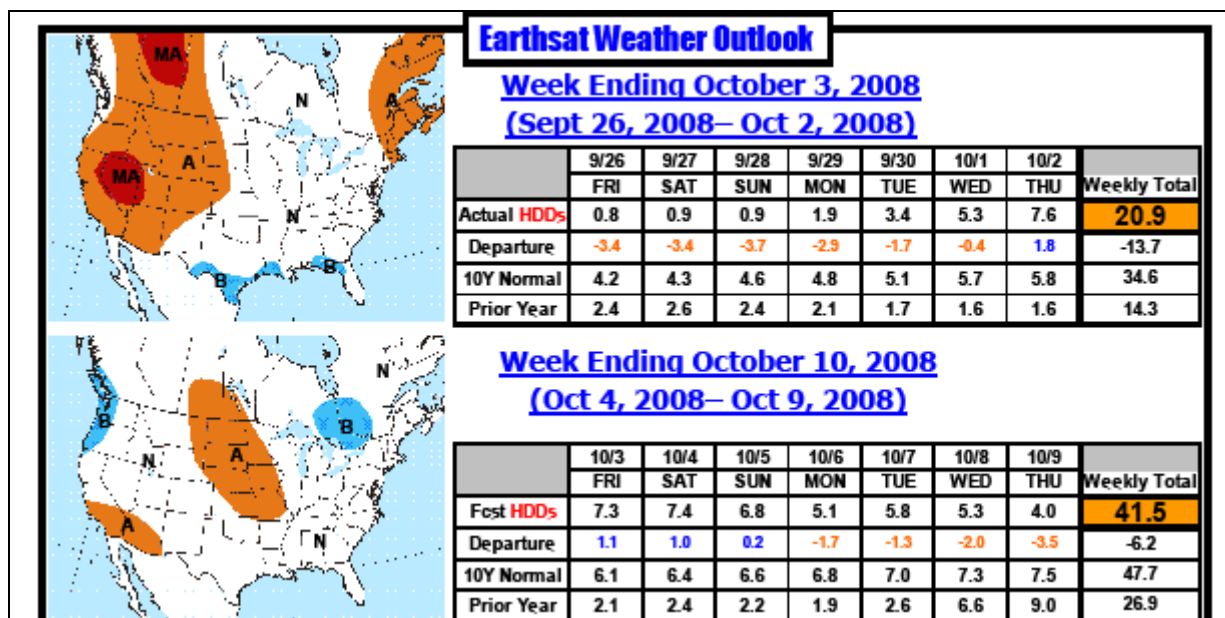 Earthsat Weather Outlook
Week Ending October 3, 2008
(Sept 26, 2008– Oct 2, 2008)
9/26 9/27 9/28 9/29 9/30 10/1 10/2
FRI SAT SUN MON TUE WED THU Weekly Total
Actual HDDs 0.8 0.9 0.9 1.9 3.4 5.3 7.6 20.9
Departure -3.4 -3.4 -3.7 -2.9 -1.7 -0.4 1.8 -13.7
10Y Normal 4.2 4.3 4.6 4.8 5.1 5.7 5.8 34.6
Prior Year 2.4 2.6 2.4 2.1 1.7 1.6 1.6 14.3
MA
N
A
A
MA
N
B
B
Week Ending October 10, 2008
(Oct 4, 2008– Oct 9, 2008)
10/3 10/4 10/5 10/6 10/7 10/8 10/9
FRI SAT SUN MON TUE WED THU Weekly Total
Fcst HDDs 7.3 7.4 6.8 5.1 5.8 5.3 4.0 41.5
Departure 1.1 1.0 0.2 -1.7 -1.3 -2.0 -3.5 -6.2
10Y Normal 6.1 6.4 6.6 6.8 7.0 7.3 7.5 47.7
Prior Year 2.1 2.4 2.2 1.9 2.6 6.6 9.0 26.9
N
B
B
A
N
A
N